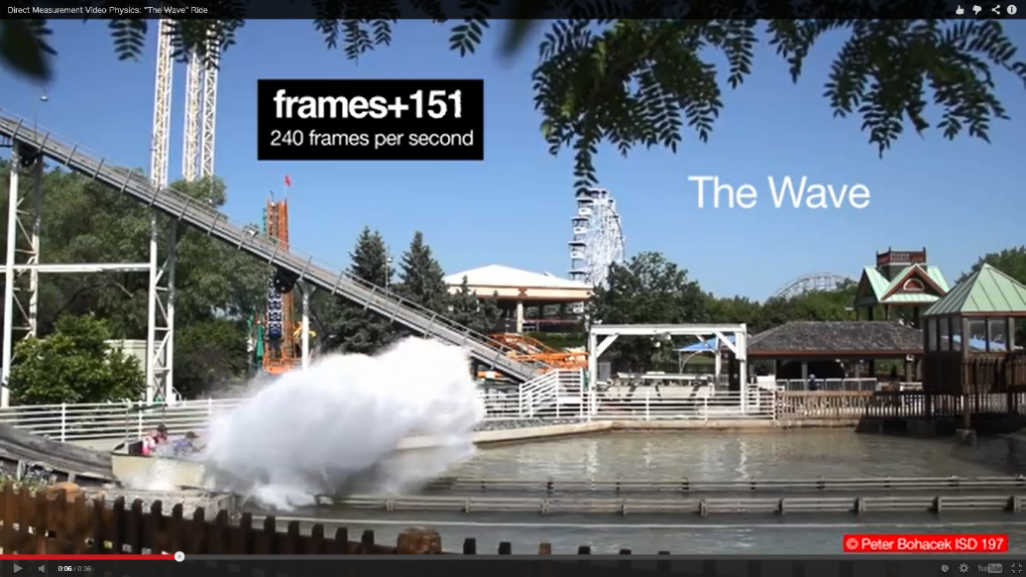 Direct Measurement Video Physics: "The Wave" Ride
frames+151
240 frames per second
The Wave
© Peter Bohacek ISD 197
0:06 / 0:36
YouTube